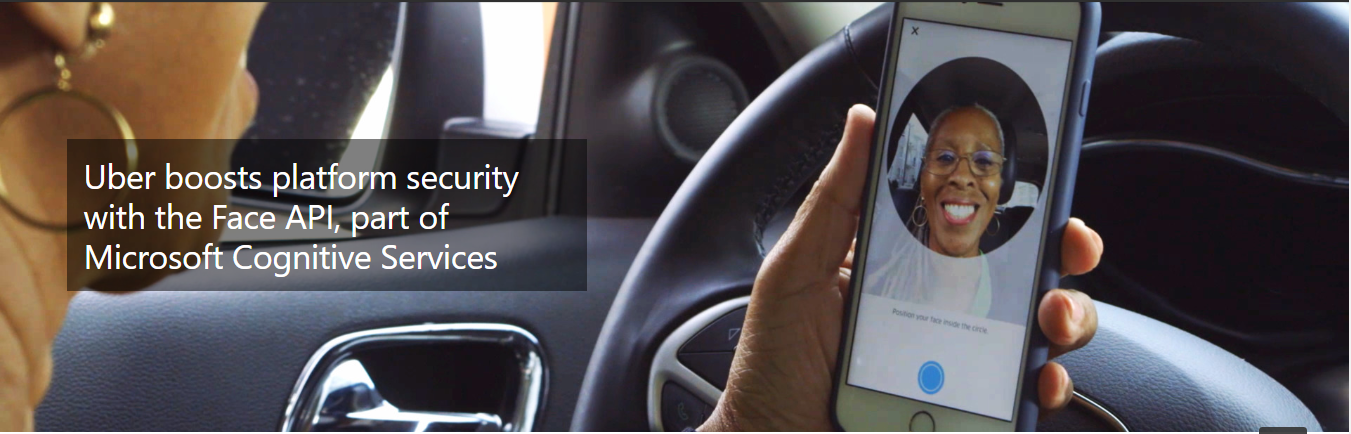 Uber boosts platform security
with the Face API, part of
Microsoft Cognitive Services
Position your face inside the circle.